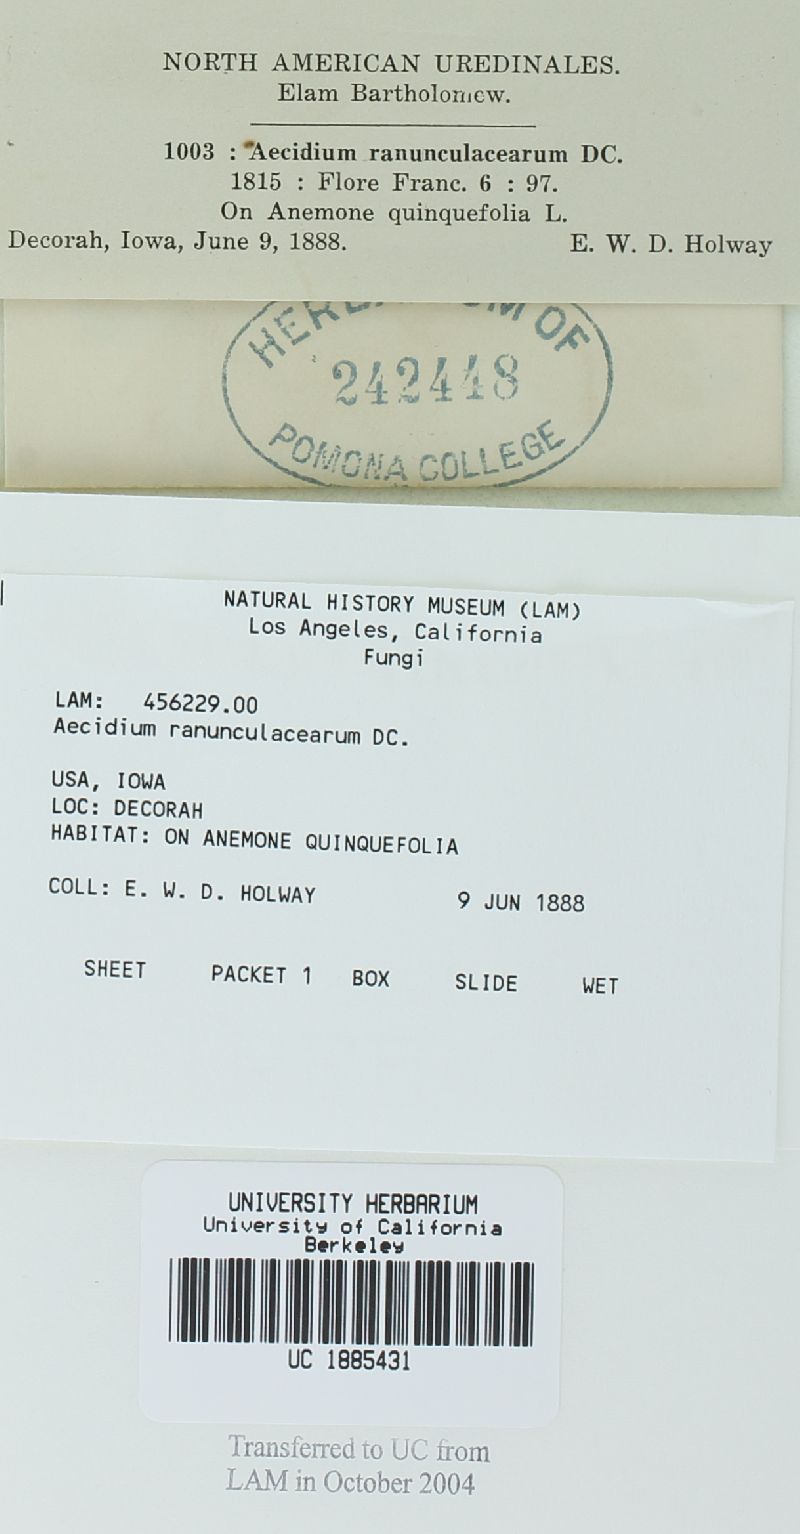 NORTH AMERICAN UREDINALES.
Elam Bartholomew.
1003 : Aecidium ranunculacearum DC.
1815 : Flore Franc. 6 : 97.
On Anemone quinquefolia L.
Decorah, Iowa, June 9, 1888. E. W. D. Holway
OF
242448
POMONA COLLEGE
NATURAL HISTORY MUSEUM (LAM)
Los Angeles, California
Fungi
LAM: 456229.00
Aecidium ranunculacearum DC.
USA, IOWA
LOC: DECORAH
HABITAT: ON ANEMONE QUINQUEFOLIA
COLL: E. W. D. HOLWAY 9 JUN 1888
SHEET PACKET 1 BOX SLIDE WET
UNIVERSITY HERBARIUM
University of California
Berkeley
UC 1885431
Transferred to UC from
LAM in October 2004